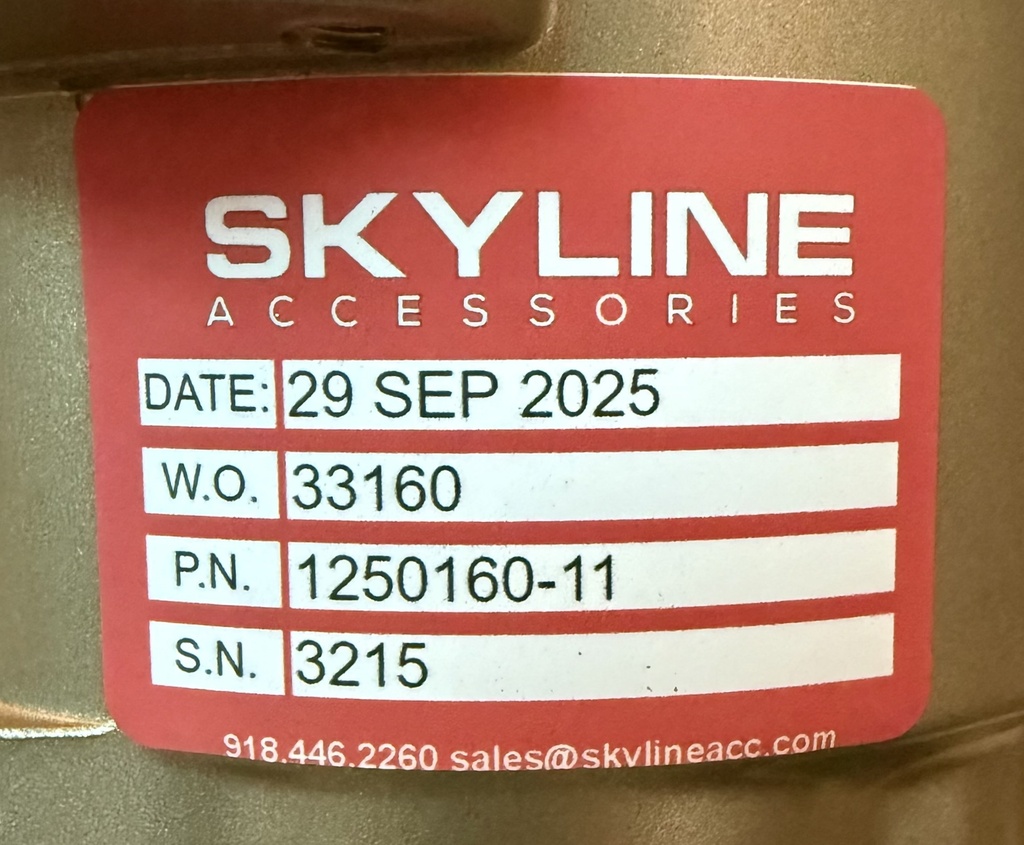 SKYLINE
ACCESSORIES
DATE: 29 SEP 2025
W.O. 33160
P.N. 1250160-11
S.N. 3215
918.446.2260 sales@skylineacc.com